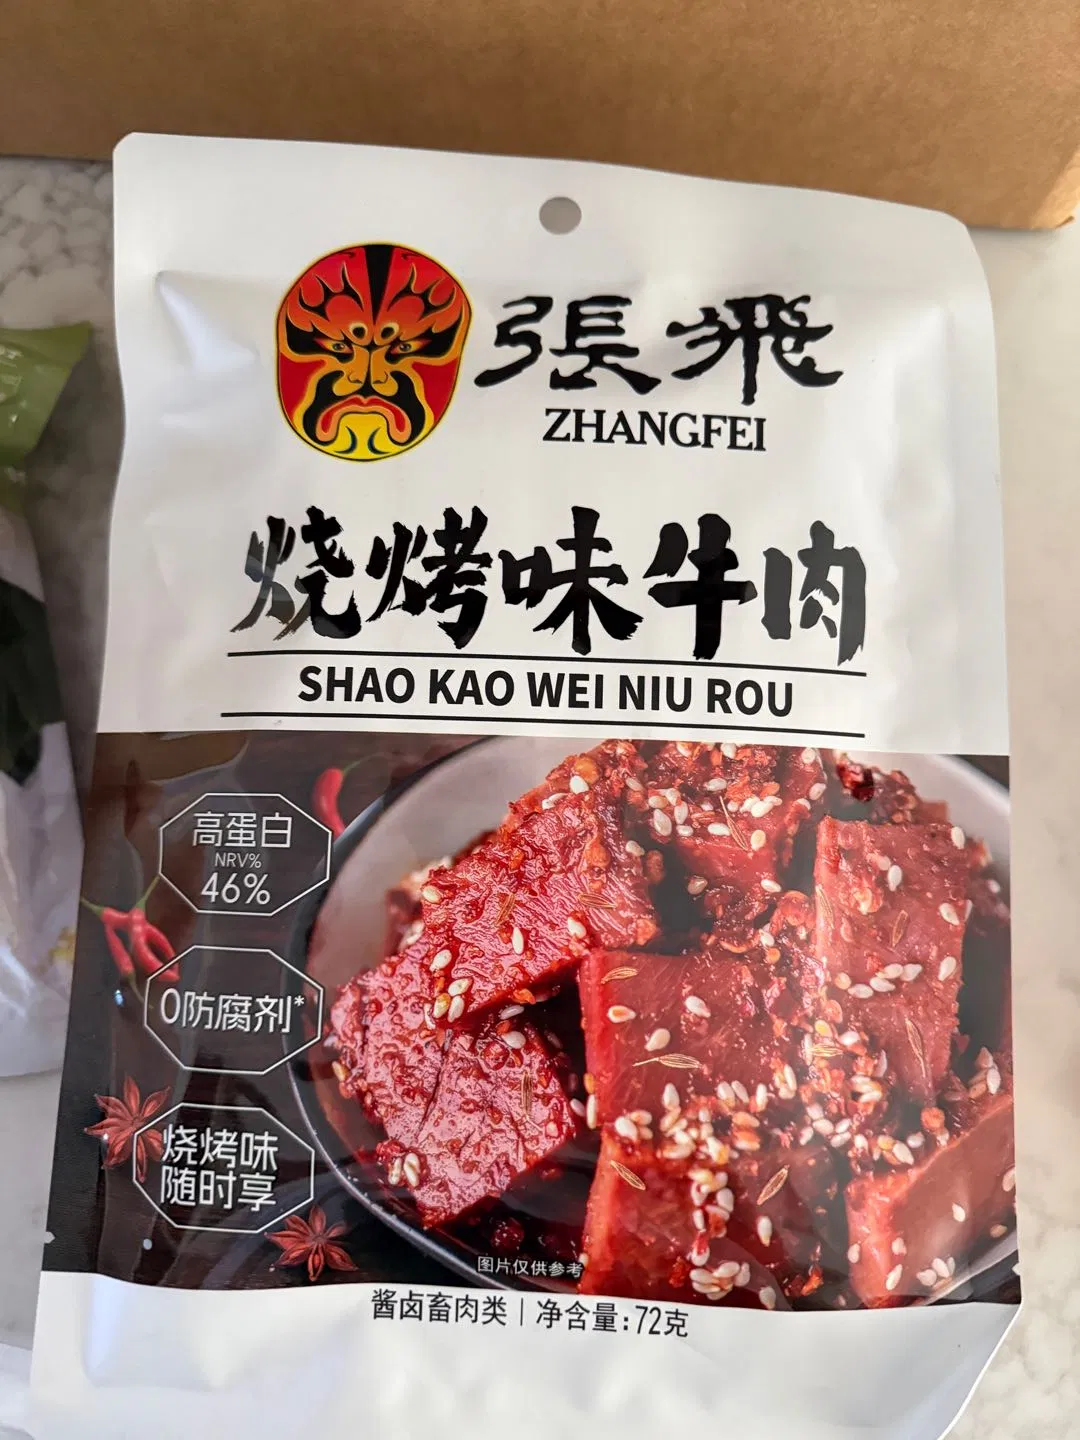 張飛
ZHANGFEI
烧烤味牛肉
SHAO KAO WEI NIU ROU
高蛋白
NRV%
46%
0防腐剂*
烧烤味
随时享
图片仅供参考
酱卤畜肉类 | 净含量:72克